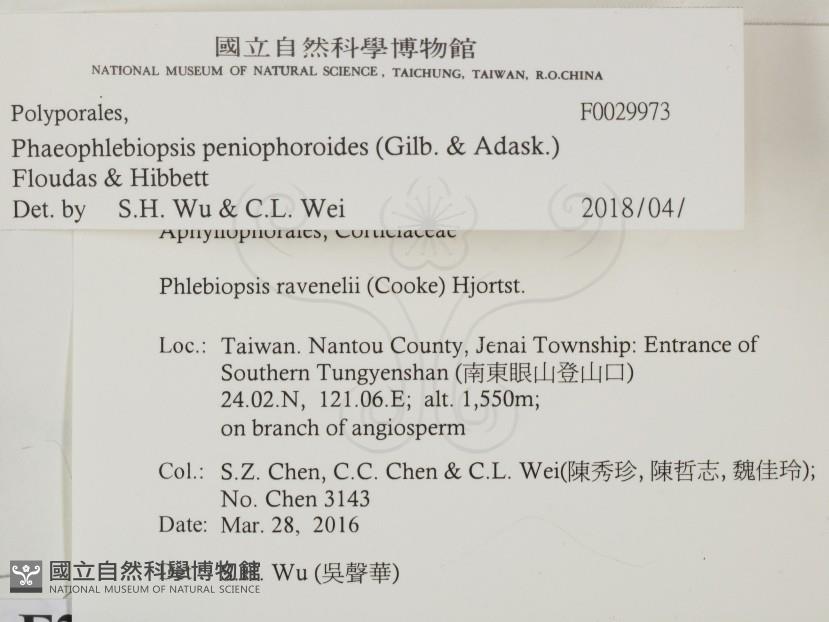 國立自然科學博物館
NATIONAL MUSEUM OF NATURAL SCIENCE, TAICHUNG, TAIWAN, R.O.CHINA
Polyporales, F0029973
Phaeophlebiopsis peniophoroides (Gilb. & Adask.)
Floudas & Hibbett
Det. by S.H. Wu & C.L. Wei 2018/04/
Aphyllophorales, Corticiaceae
Phlebiopsis ravenelii (Cooke) Hjortst.
Loc.: Taiwan. Nantou County, Jenai Township: Entrance of
Southern Tungyenshan (南東眼山登山口)
24.02.N, 121.06.E; alt. 1,550m;
on branch of angiosperm
Col.: S.Z. Chen, C.C. Chen & C.L. Wei(陳秀珍, 陳哲志, 魏佳玲);
No. Chen 3143
Date: Mar. 28, 2016
Wu (吳聲華)
國立自然科學博物館
NATIONAL MUSEUM OF NATURAL SCIENCE